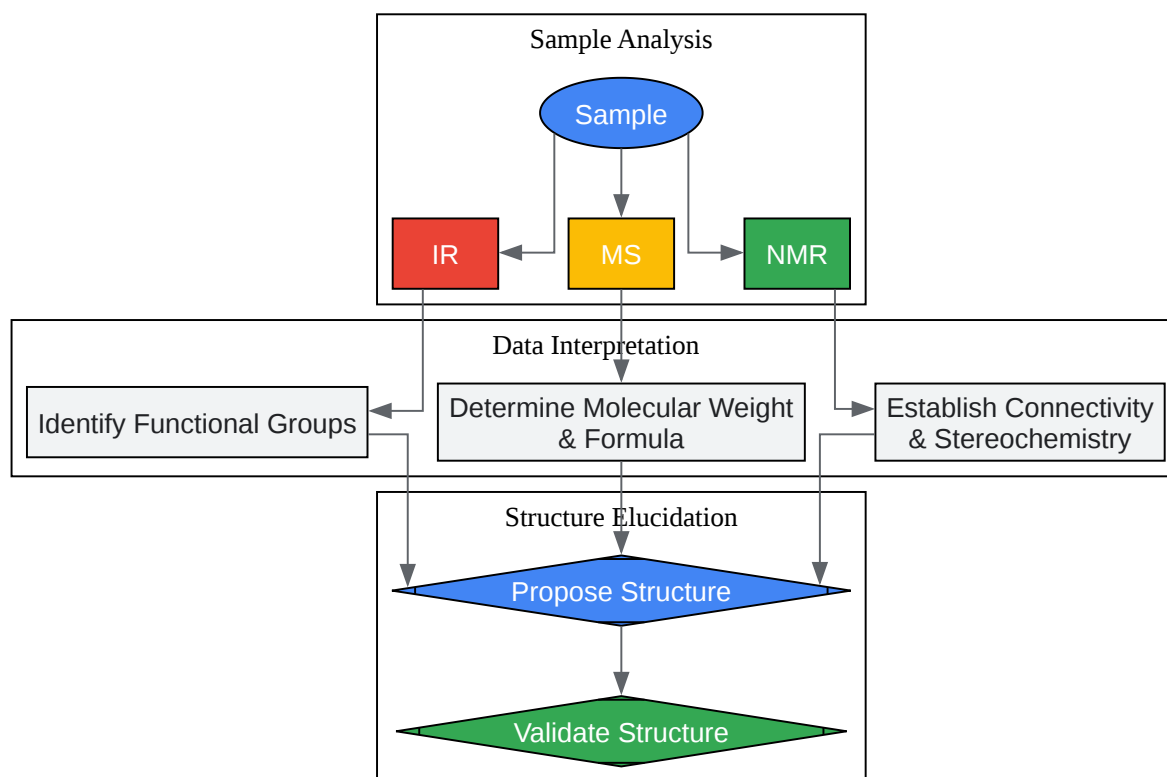 Sample Analysis
Sample
IR
MS
NMR
Data Interpretation
Identify Functional Groups
Determine Molecular Weight
& Formula
Establish Connectivity
& Stereochemistry
Structure Elucidation
Propose Structure
Validate Structure